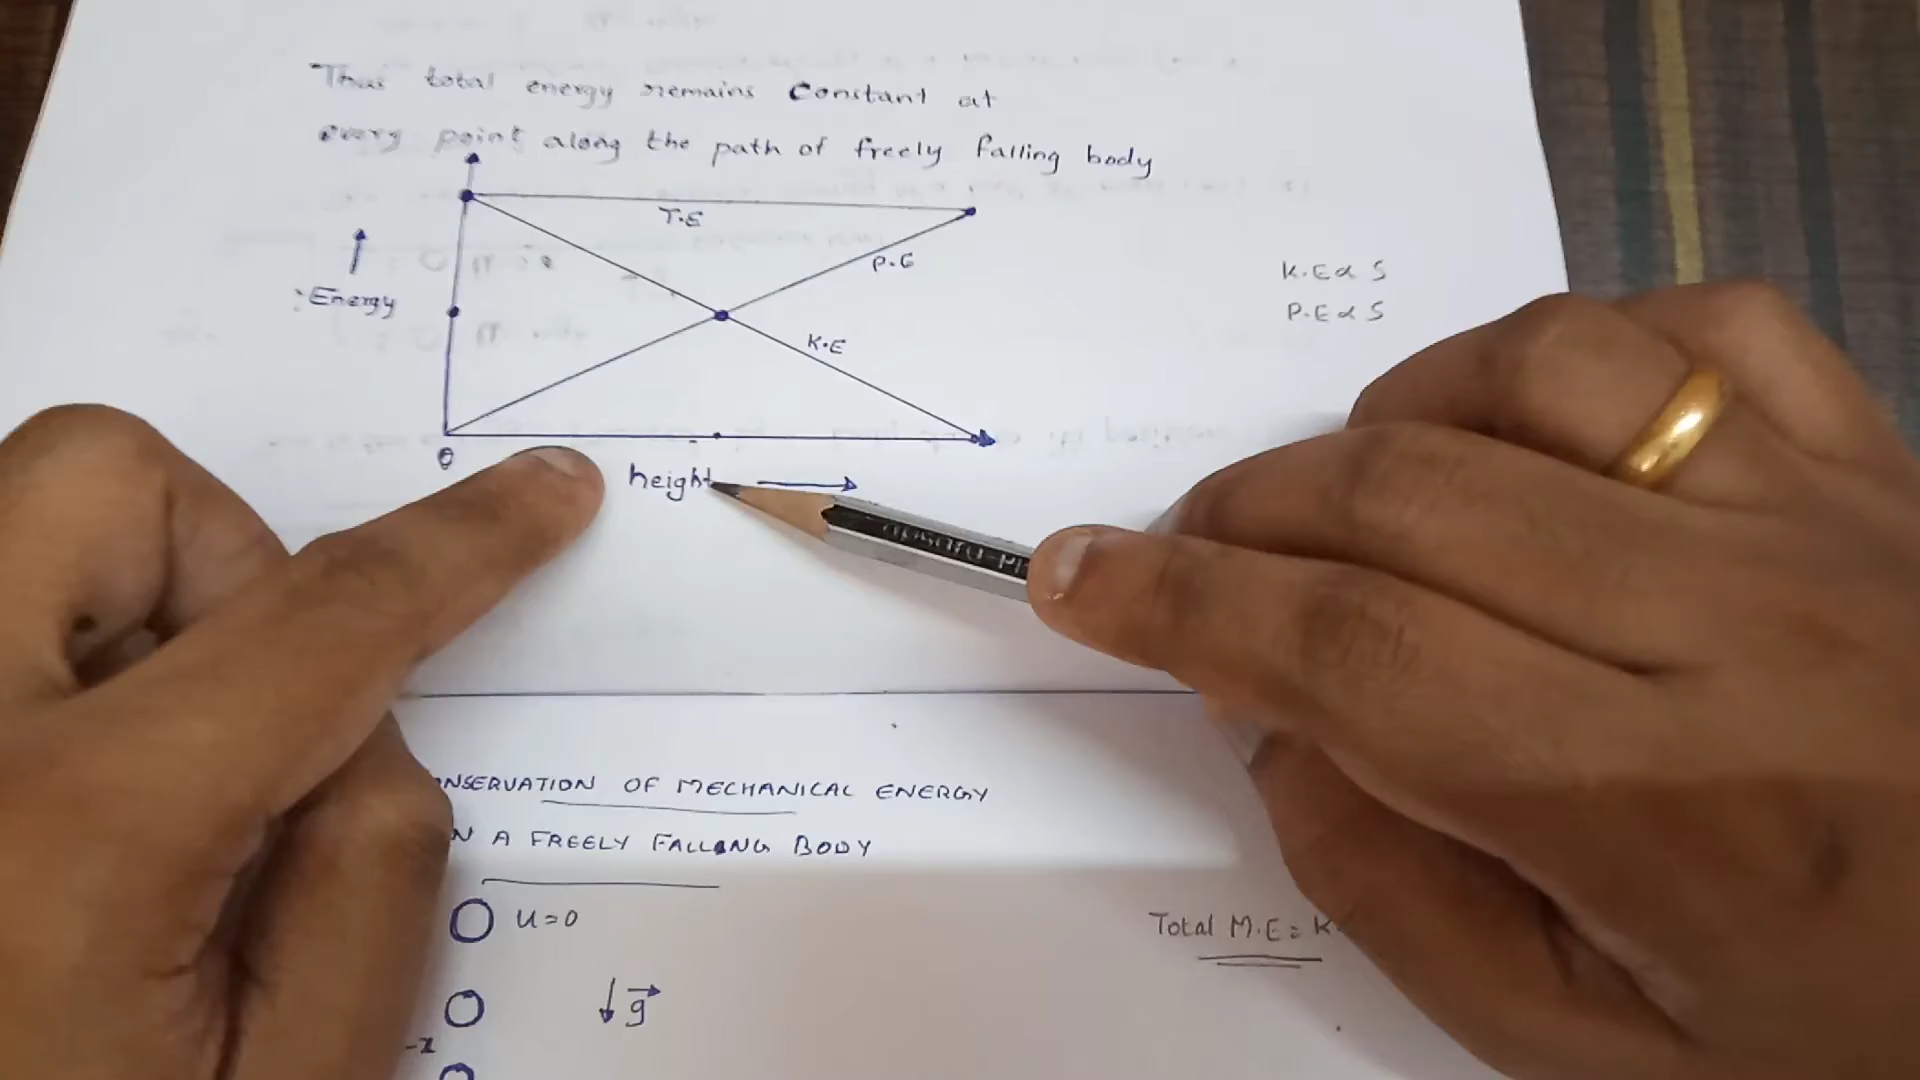 Thus total energy remains constant at
every point along the path of freely falling body
T.E
P.E
K.E ∝ S
: Energy
P.E ∝ S
K.E
0
height
ONSERVATION OF MECHANICAL ENERGY
N A FREELY FALLING BODY
u=0
Total M.E = K.
g
-x